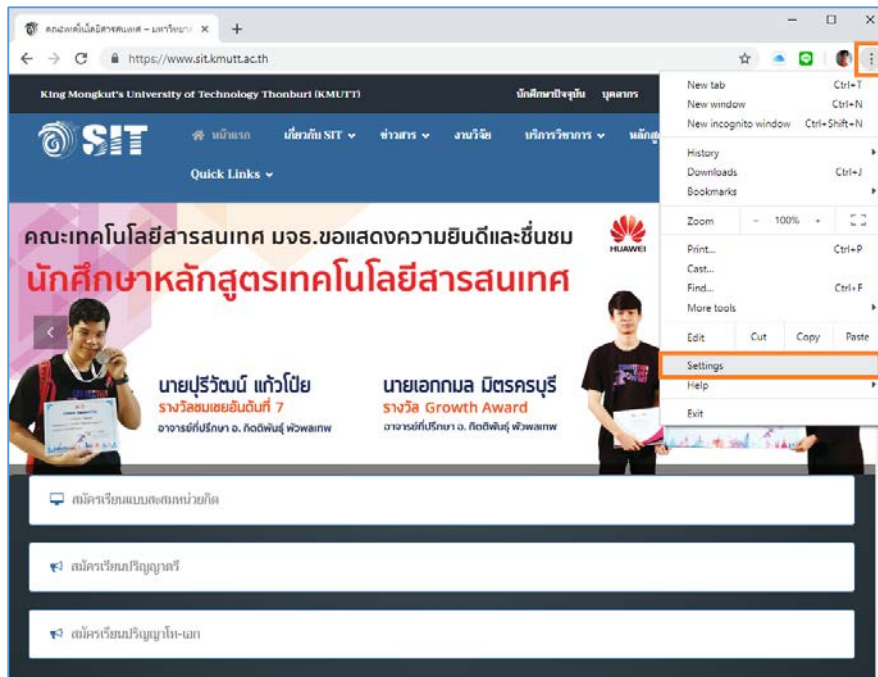 คณะเทคโนโลยีสารสนเทศ – มหาวิทยา
https://www.sit.kmutt.ac.th
King Mongkut's University of Technology Thonburi (KMUTT)
นักศึกษาปัจจุบัน บุคลากร
SIT
หน้าแรก เกี่ยวกับ SIT ข่าวสาร งานวิจัย บริการวิชาการ หลักสูต
Quick Links
คณะเทคโนโลยีสารสนเทศ มจธ.ขอแสดงความยินดีและชื่นชม
HUAWEI
นักศึกษาหลักสูตรเทคโนโลยีสารสนเทศ
นายปุริวัฒน์ แก้วโป่ย
รางวัลชมเชยอันดับที่ 7
อาจารย์ที่ปรึกษา อ. กิตติพันธุ์ พัวพลเทพ
นายเอกกมล มิตรครบุรี
รางวัล Growth Award
อาจารย์ที่ปรึกษา อ. กิตติพันธุ์ พัวพลเทพ
สมัครเรียนแบบสะสมหน่วยกิต
สมัครเรียนปริญญาตรี
สมัครเรียนปริญญาโท-เอก
New tab Ctrl+T
New window Ctrl+N
New incognito window Ctrl+Shift+N
History
Downloads Ctrl+J
Bookmarks
Zoom - 100% +
Print... Ctrl+P
Cast...
Find... Ctrl+F
More tools
Edit Cut Copy Paste
Settings
Help
Exit